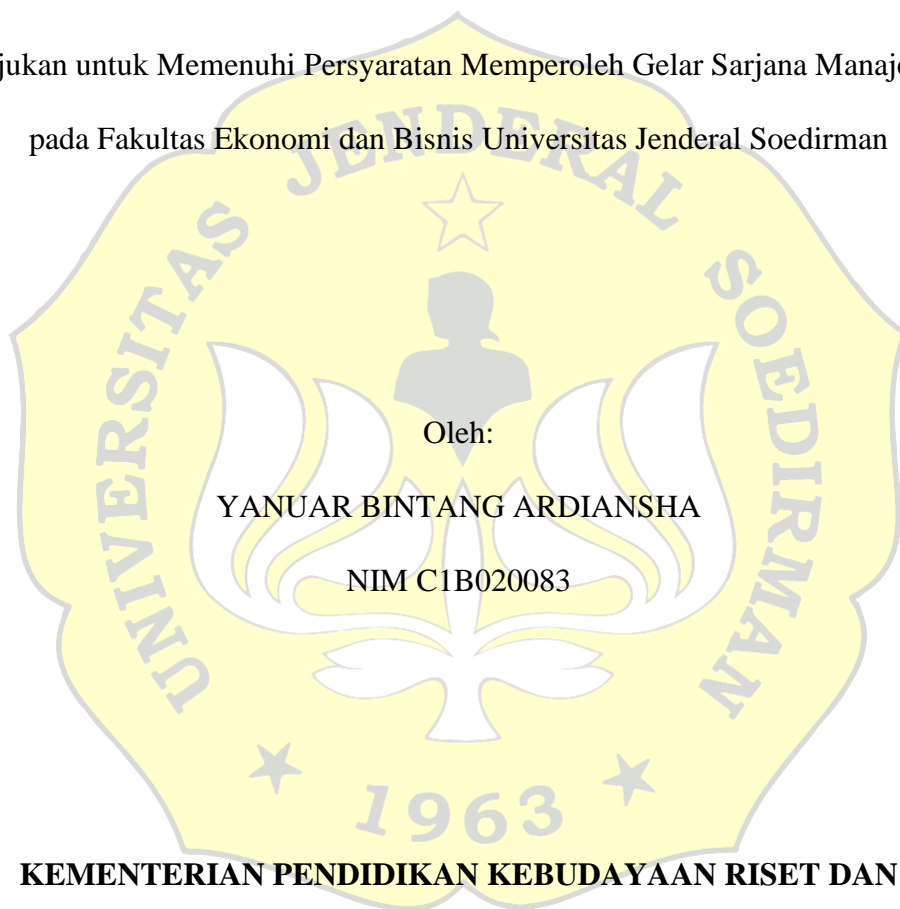 jukan untuk Memenuhi Persyaratan Memperoleh Gelar Sarjana
pada Fakultas Ekonomi dan Bisnis Universitas Jenderal Soedirman
UNIVERSITAS JENDERAL SOEDIRMAN
Oleh:
YANUAR BINTANG ARDIANSHA
NIM C1B020083
1963
KEMENTERIAN PENDIDIKAN KEBUDAYAAN RISET DAN